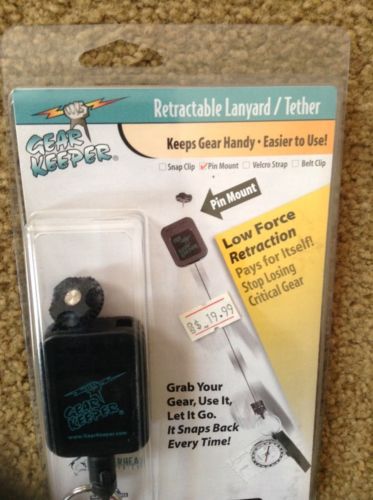 Retractable Lanyard / Tether
GEAR
KEEPER®
Keeps Gear Handy • Easier to Use!
Snap Clip Pin Mount Velcro Strap Belt Clip
Pin Mount
Low Force
Retraction
Pays for Itself!
Stop Losing
Critical Gear
$ 19.99
Grab Your
Gear, Use It,
Let It Go.
It Snaps Back
Every Time!
GEAR
KEEPER®
www.GearKeeper.com